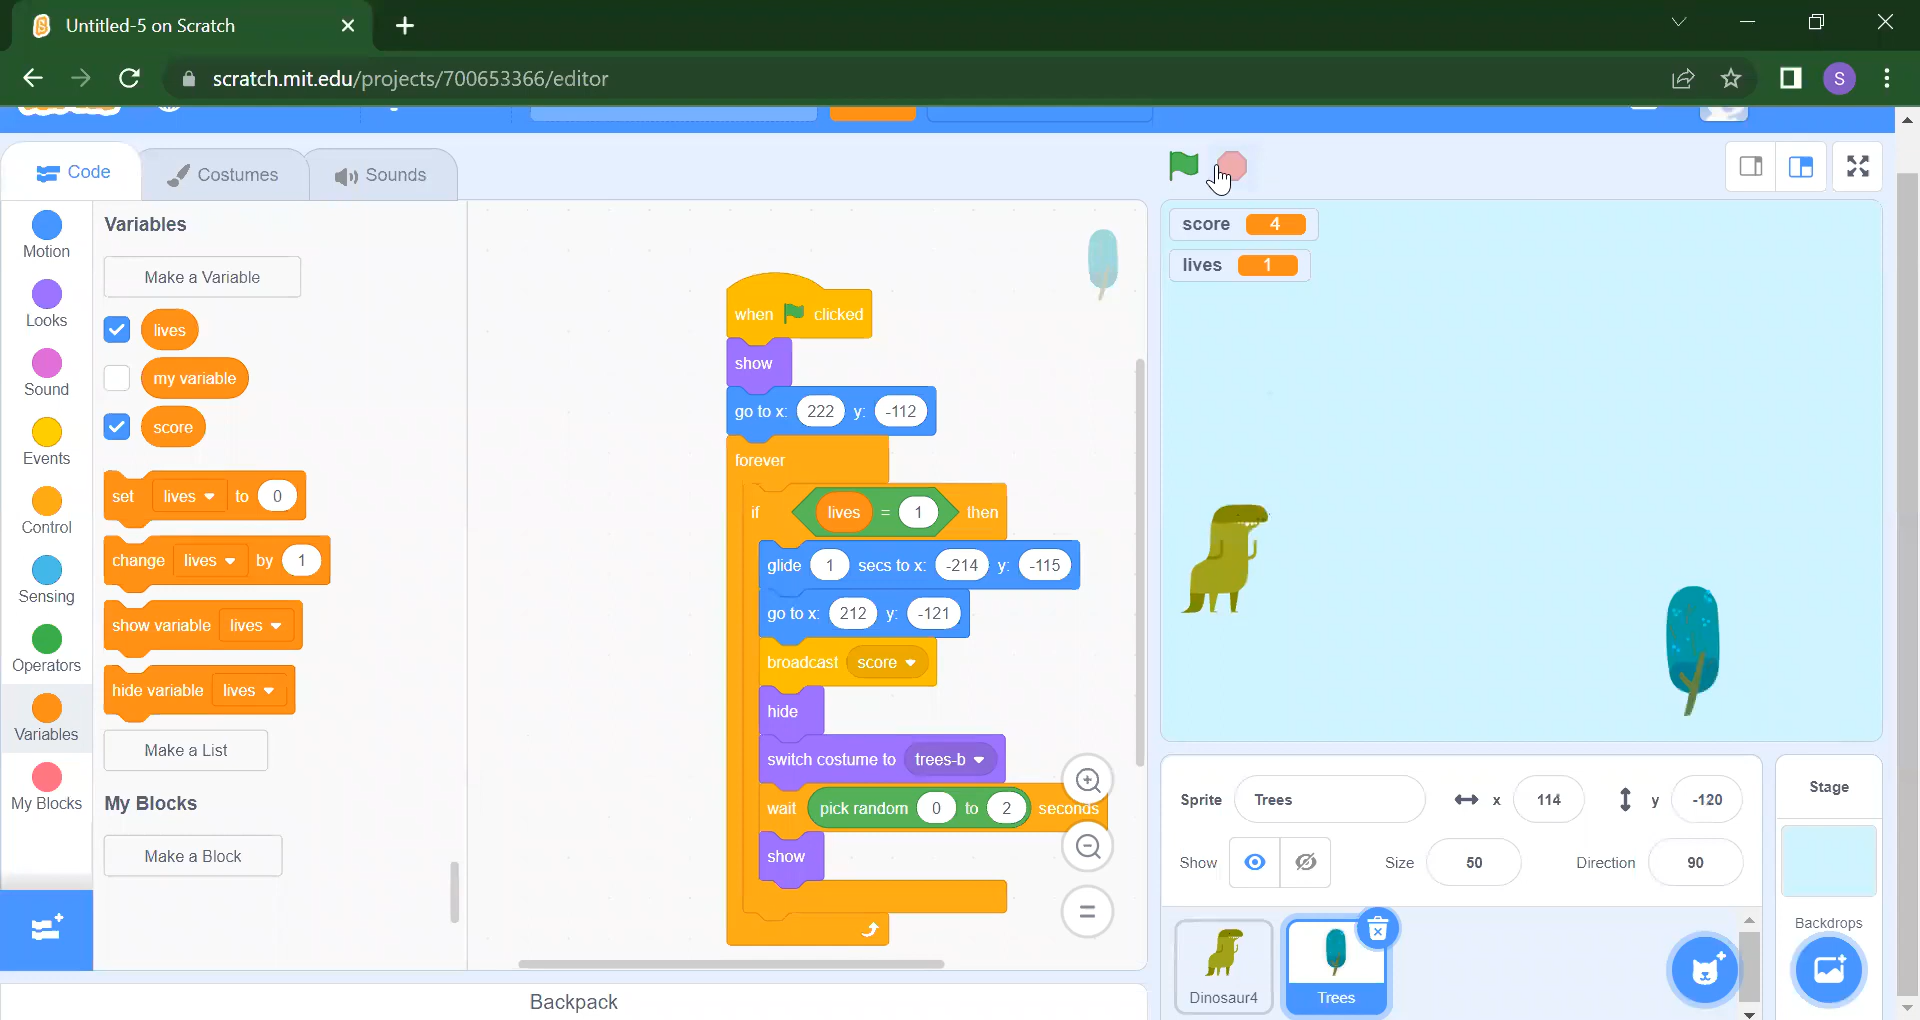 Untitled-5 on Scratch
scratch.mit.edu/projects/700653366/editor
S
Code Costumes Sounds
Motion
Looks
Sound
Events
Control
Sensing
Operators
Variables
My Blocks
Variables
Make a Variable
lives
my variable
score
set lives to 0
change lives by 1
show variable lives
hide variable lives
Make a List
My Blocks
Make a Block
when clicked
show
go to x: 222 y: -112
forever
if lives = 1 then
glide 1 secs to x: -214 y: -115
go to x: 212 y: -121
broadcast score
hide
switch costume to trees-b
wait pick random 0 to 2 seconds
show
Backpack
score 4
lives 1
Sprite Trees x 114 y -120
Show Size 50 Direction 90
Dinosaur4 Trees
Stage
Backdrops